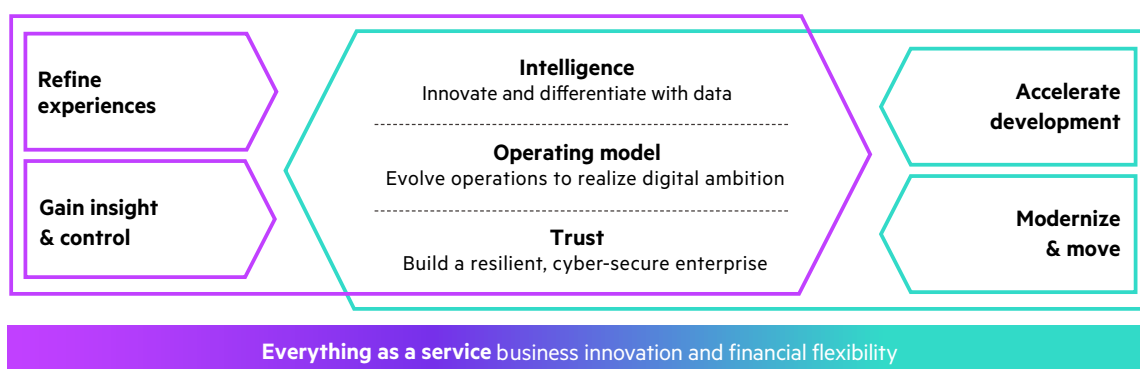 Refine
experiences
Gain insight
& control
Intelligence
Innovate and differentiate with data
Operating model
Evolve operations to realize digital ambition
Trust
Build a resilient, cyber-secure enterprise
Accelerate
development
Modernize
& move
Everything as a service business innovation and financial flexibility